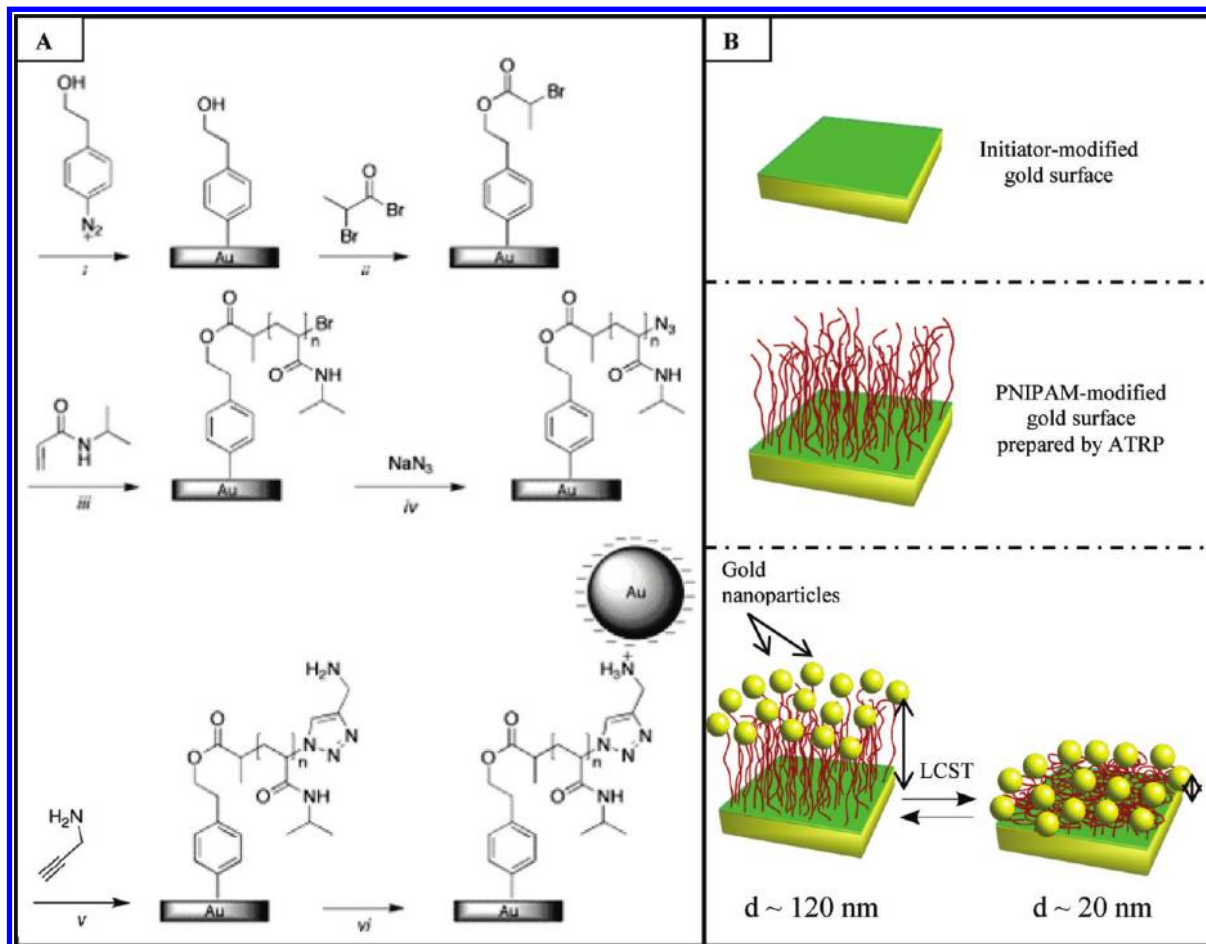 A
OH
N2
+
i
OH
Au
O
Br
Br
ii
O
O
Br
Au
O
N
H
iii
O
O
Br
n
O
NH
Au
NaN3
iv
O
O
N3
n
O
NH
Au
H2N
v
H2N
O
O
N
N
N
n
O
NH
Au
vi
Au
+
H3N
O
O
N
N
N
n
O
NH
Au
B
Initiator-modified
gold surface
PNIPAM-modified
gold surface
prepared by ATRP
Gold
nanoparticles
LCST
d ~ 120 nm
d ~ 20 nm